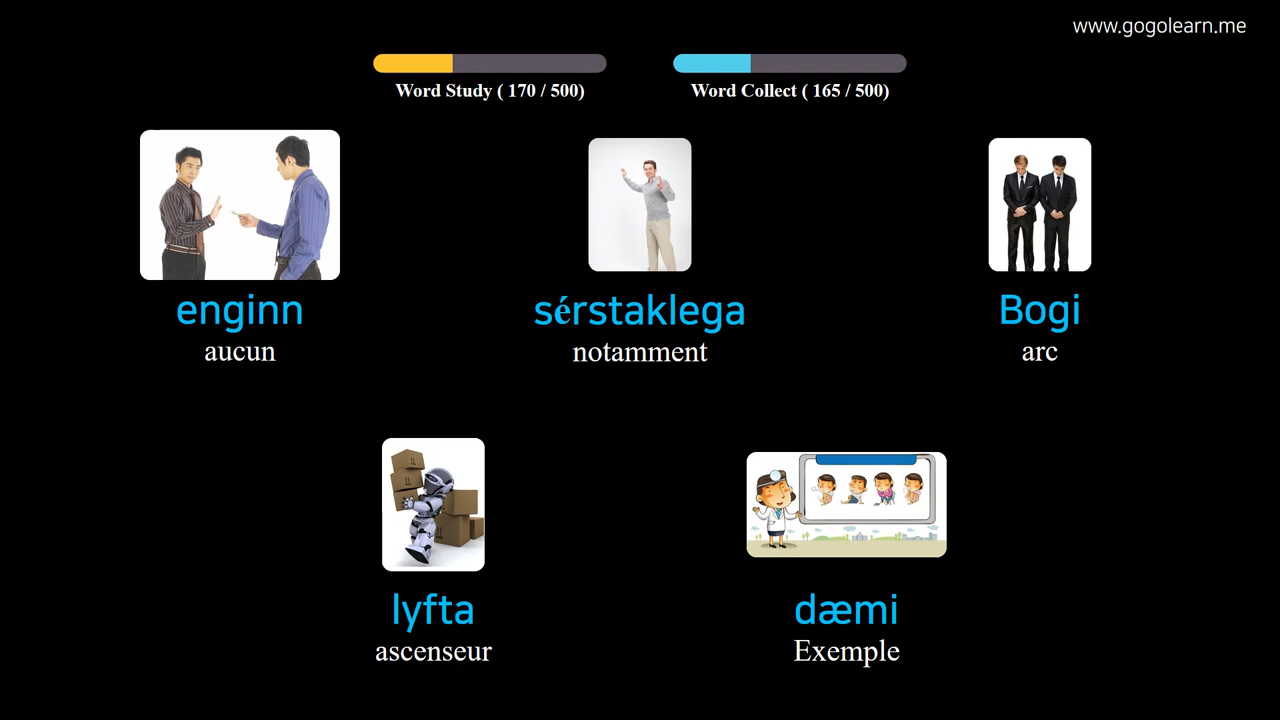 www.gogolearn.me
Word Study ( 170 / 500)
Word Collect ( 165 / 500)
enginn
aucun
sérstaklega
notamment
Bogi
arc
lyfta
ascenseur
dæmi
Exemple